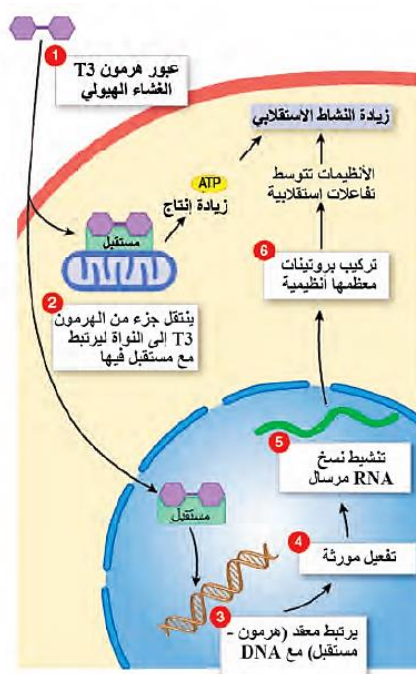 1
عبور هرمون T3
الغشاء الهيولي
زيادة النشاط الاستقلابي
ATP
زيادة إنتاج
الأنظيمات تتوسط
تفاعلات إستقلابية
مستقبل
6
تركيب بروتينات
معظمها أنظيمية
2
ينتقل جزء من الهرمون
T3 إلى النواة ليرتبط
مع مستقبل فيها
5
تنشيط نسخ
RNA مرسال
مستقبل
4
تفعيل مورثة
3
يرتبط معقد (هرمون -
مستقبل) مع DNA